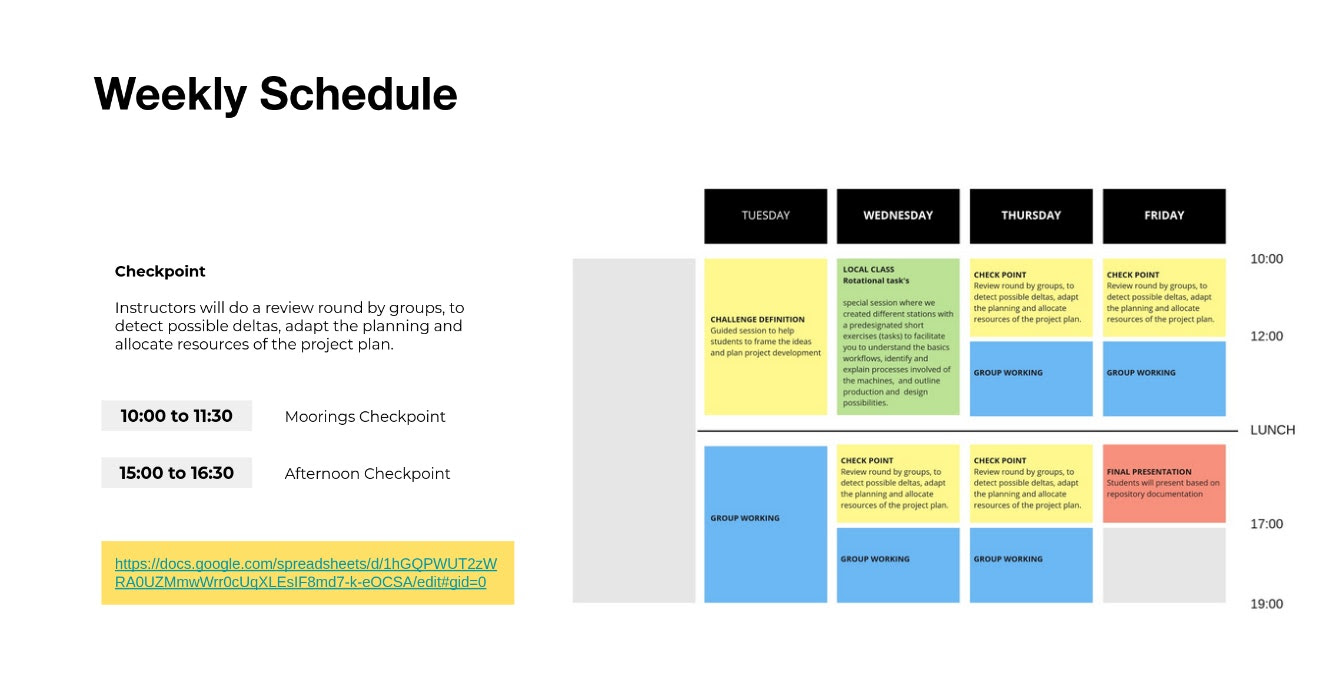 Weekly Schedule
Checkpoint
Instructors will do a review round by groups, to
detect possible deltas, adapt the planning and
allocate resources of the project plan.
10:00 to 11:30
Moorings Checkpoint
15:00 to 16:30
Afternoon Checkpoint
https://docs.google.com/spreadsheets/d/1hGQPWUT2zW
RA0UZMmwWrr0cUqXLEsIF8md7-k-eOCSA/edit#gid=0
TUESDAY
WEDNESDAY
THURSDAY
FRIDAY
10:00
CHALLENGE DEFINITION
Guided session to help
students to frame the ideas
and plan project development
LOCAL CLASS
Rotational task's
special session where we
created different stations with
a predesignated short
exercises (tasks) to facilitate
you to understand the basics
workflows, identify and
explain processes involved of
the machines, and outline
production and design
possibilities.
CHECK POINT
Review round by groups, to
detect possible deltas, adapt
the planning and allocate
resources of the project plan.
CHECK POINT
Review round by groups, to
detect possible deltas, adapt
the planning and allocate
resources of the project plan.
12:00
GROUP WORKING
GROUP WORKING
LUNCH
GROUP WORKING
CHECK POINT
Review round by groups, to
detect possible deltas, adapt
the planning and allocate
resources of the project plan.
CHECK POINT
Review round by groups, to
detect possible deltas, adapt
the planning and allocate
resources of the project plan.
FINAL PRESENTATION
Students will present based on
repository documentation
17:00
GROUP WORKING
GROUP WORKING
19:00